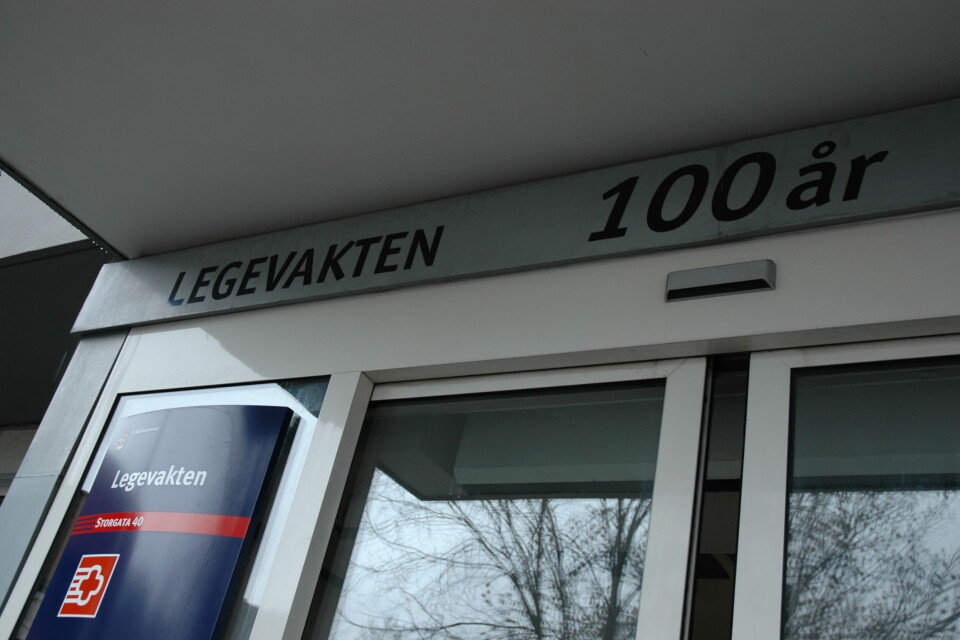 LEGEVAKTEN 100 år
Legevakten
STORGATA 40